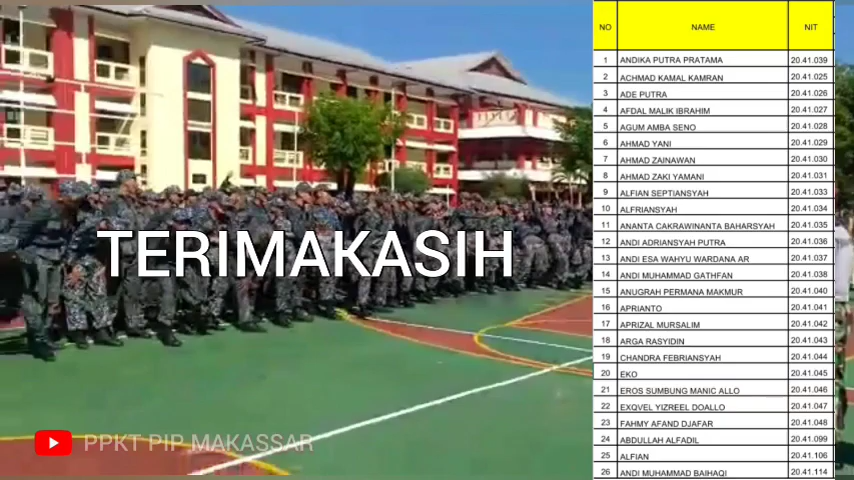 TERIMAKASIH
PPKT PIP MAKASSAR
NO NAME NIT
1 ANDIKA PUTRA PRATAMA 20.41.039
2 ACHMAD KAMAL KAMRAN 20.41.025
3 ADE PUTRA 20.41.026
4 AFDAL MALIK IBRAHIM 20.41.027
5 AGUM AMBA SENO 20.41.028
6 AHMAD YANI 20.41.029
7 AHMAD ZAINAWAN 20.41.030
8 AHMAD ZAKI YAMANI 20.41.031
9 ALFIAN SEPTIANSYAH 20.41.033
10 ALFRIANSYAH 20.41.034
11 ANANTA CAKRAWINANTA BAHARSYAH 20.41.035
12 ANDI ADRIANSYAH PUTRA 20.41.036
13 ANDI ESA WAHYU WARDANA AR 20.41.037
14 ANDI MUHAMMAD GATHFAN 20.41.038
15 ANUGRAH PERMANA MAKMUR 20.41.040
16 APRIANTO 20.41.041
17 APRIZAL MURSALIM 20.41.042
18 ARGA RASYIDIN 20.41.043
19 CHANDRA FEBRIANSYAH 20.41.044
20 EKO 20.41.045
21 EROS SUMBUNG MANIC ALLO 20.41.046
22 EXQVEL YIZREEL DOALLO 20.41.047
23 FAHMY AFAND DJAFAR 20.41.048
24 ABDULLAH ALFADIL 20.41.099
25 ALFIAN 20.41.106
26 ANDI MUHAMMAD BAIHAQI 20.41.114